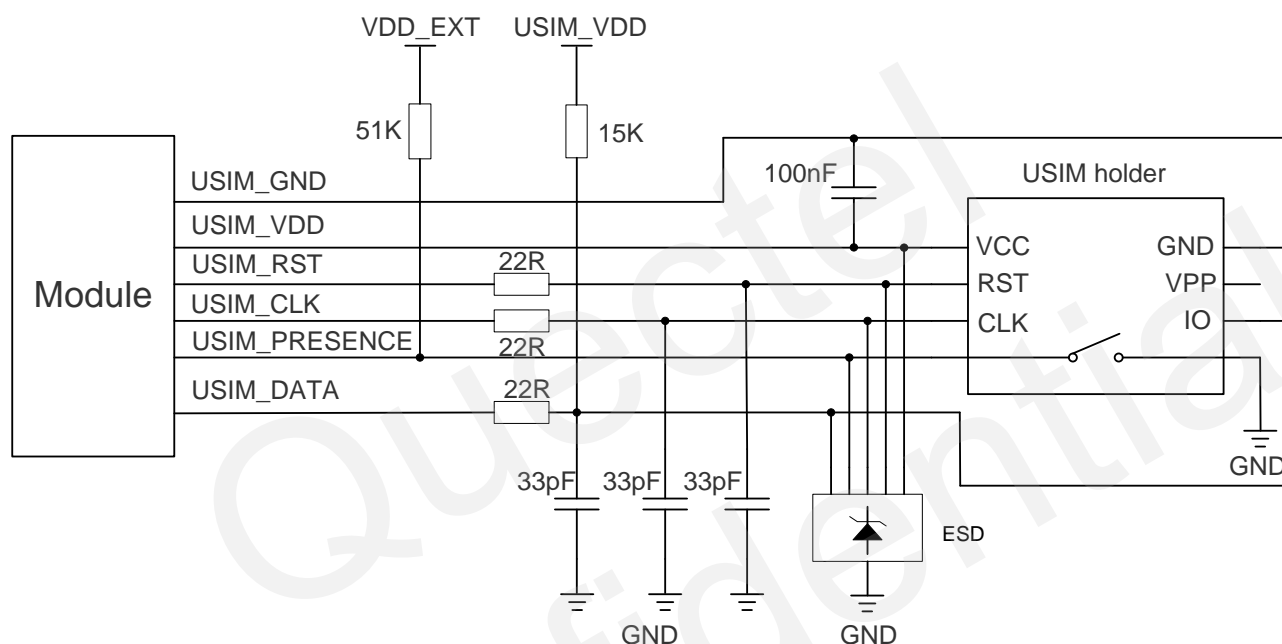 VDD_EXT
USIM_VDD
51K
15K
Module
USIM_GND
USIM_VDD
USIM_RST
USIM_CLK
USIM_PRESENCE
USIM_DATA
22R
22R
22R
100nF
USIM holder
VCC
RST
CLK
GND
VPP
IO
GND
33pF
33pF
33pF
ESD
GND
GND
Quectel
fidential